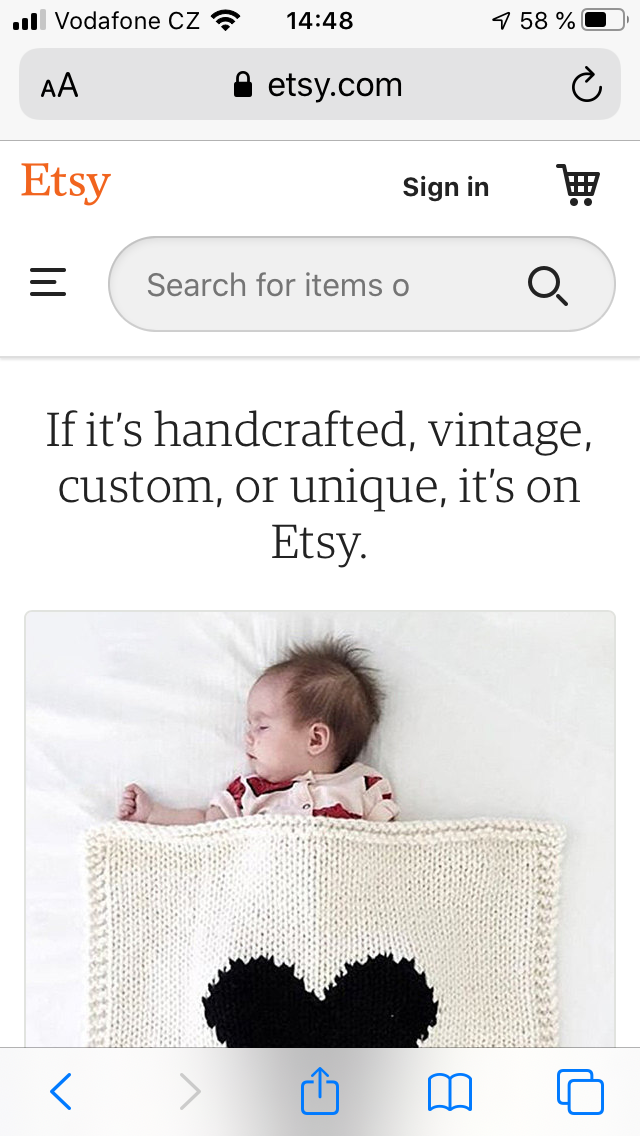 Vodafone CZ 14:48 58 %
AA etsy.com
Etsy Sign in
Search for items o
If it’s handcrafted, vintage,
custom, or unique, it’s on
Etsy.